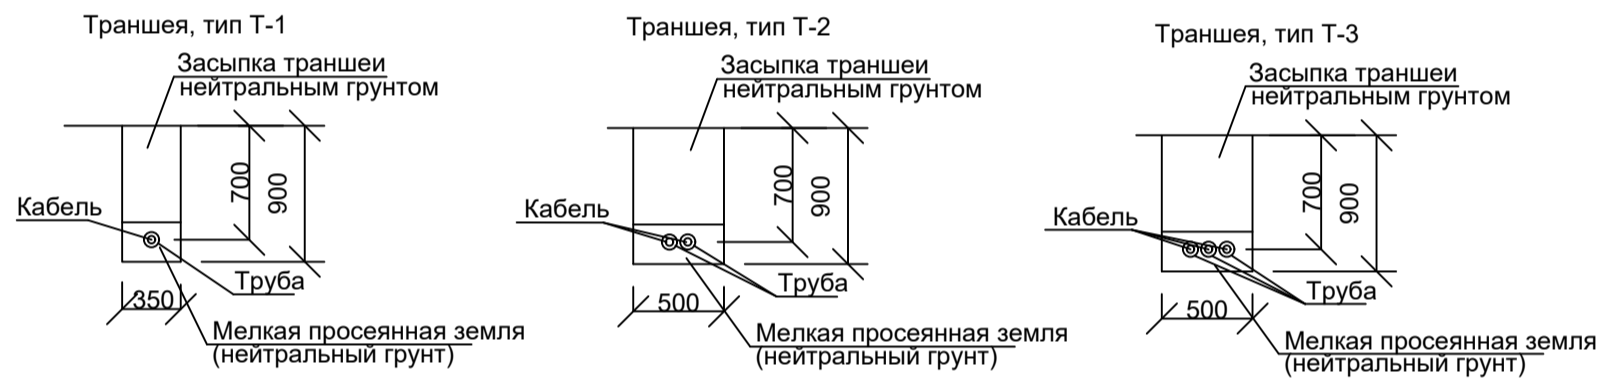 Траншея, тип Т-1
Засыпка траншеи
нейтральным грунтом
700
900
Кабель
Труба
350
Мелкая просеянная земля
(нейтральный грунт)
Траншея, тип Т-2
Засыпка траншеи
нейтральным грунтом
700
900
Кабель
Труба
500
Мелкая просеянная земля
(нейтральный грунт)
Траншея, тип Т-3
Засыпка траншеи
нейтральным грунтом
700
900
Кабель
Труба
500
Мелкая просеянная земля
(нейтральный грунт)